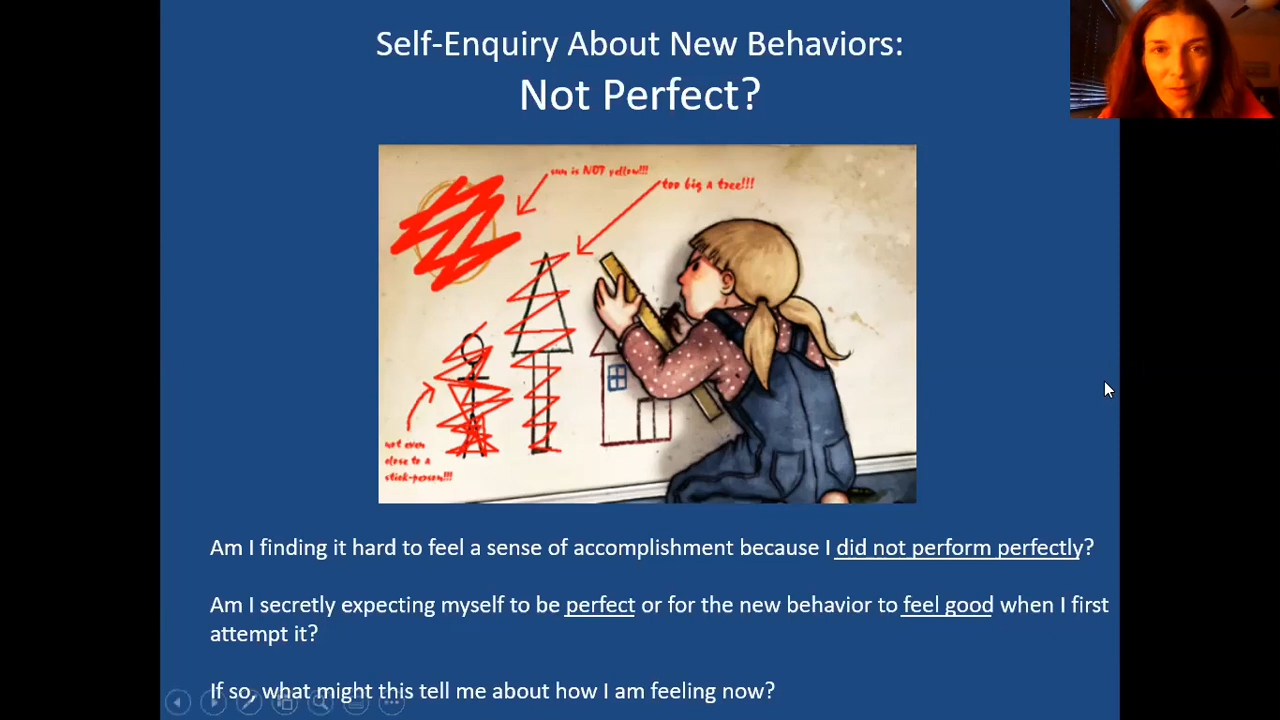 Self-Enquiry About New Behaviors:
Not Perfect?
sun is NOT yellow!!!
too big a tree!!!
not even
close to a
stick-person!!!
Am I finding it hard to feel a sense of accomplishment because I did not perform perfectly?
Am I secretly expecting myself to be perfect or for the new behavior to feel good when I first
attempt it?
If so, what might this tell me about how I am feeling now?